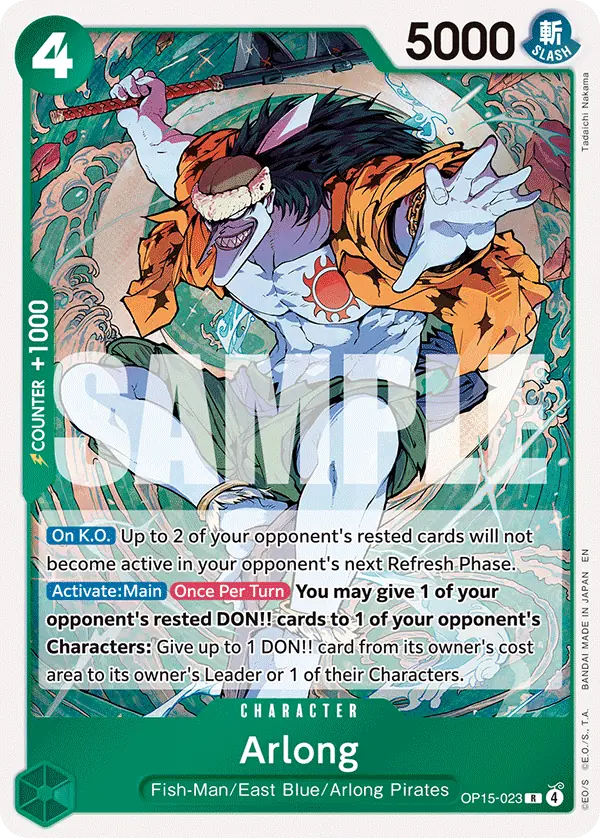 4
5000
斬
SLASH
Tadaichi Nakama
COUNTER +1000
SAMPLE
On K.O. Up to 2 of your opponent's rested cards will not
become active in your opponent's next Refresh Phase.
Activate:Main Once Per Turn You may give 1 of your
opponent's rested DON!! cards to 1 of your opponent's
Characters: Give up to 1 DON!! card from its owner's cost
area to its owner's Leader or 1 of their Characters.
©E.O/S ©E.O./S., T.A. BANDAI MADE IN JAPAN EN
CHARACTER
Arlong
Fish-Man/East Blue/Arlong Pirates
OP15-023 R 4